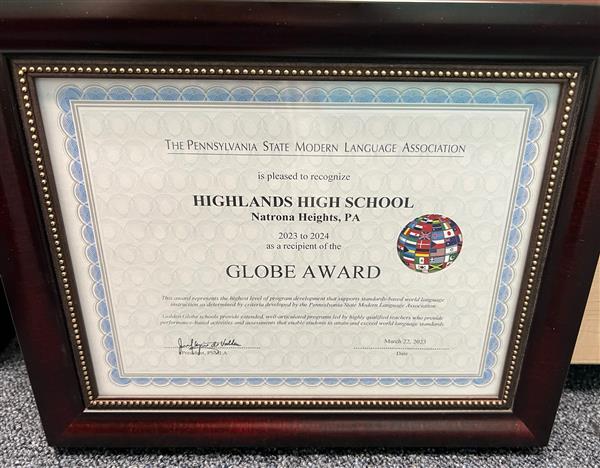 THE PENNSYLVANIA STATE MODERN LANGUAGE ASSOCIATION
is pleased to recognize
HIGHLANDS HIGH SCHOOL
Natrona Heights, PA
2023 to 2024
as a recipient of the
GLOBE AWARD
This award represents the highest level of program development that supports standards-based world language
instruction as determined by criteria developed by the Pennsylvania State Modern Language Association.
Golden Globe schools provide extended, well-articulated programs led by highly qualified teachers who provide
performance-based activities and assessments that enable students to attain and exceed world language standards.
President, PSMLA
March 22, 2023
Date